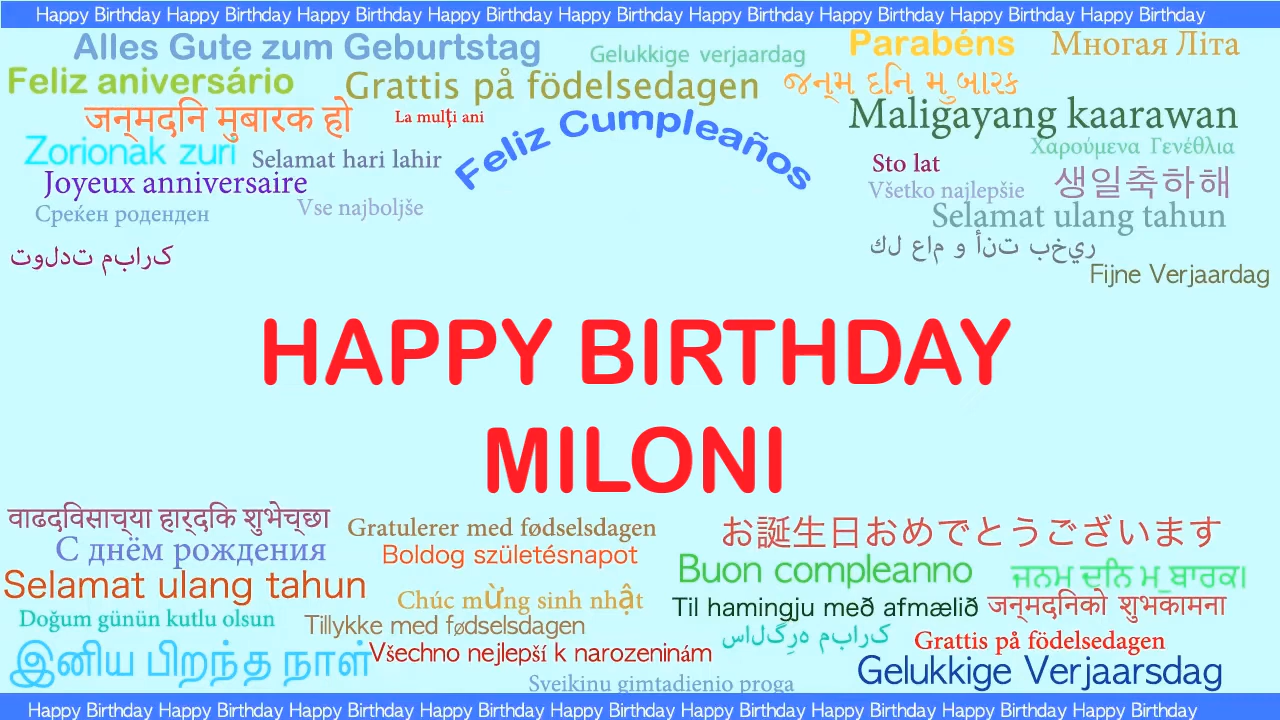 Happy Birthday Happy Birthday Happy Birthday Happy Birthday Happy Birthday Happy Birthday Happy Birthday Happy Birthday Happy Birthday
Alles Gute zum Geburtstag
Gelukkige verjaardag
Parabéns
Многая Літа
Feliz aniversário
Grattis på födelsedagen
જન્મ દિન મુબારક
जन्मदिन मुबारक हो
La mulţi ani
Feliz Cumpleaños
Maligayang kaarawan
Zorionak zuri
Selamat hari lahir
Χαρούμενα Γενέθλια
Sto lat
Joyeux anniversaire
Všetko najlepšie
생일축하해
Среќен роденден
Vse najboljše
Selamat ulang tahun
تولدت مبارک
كل عام و أنت بخير
Fijne Verjaardag
HAPPY BIRTHDAY
MILONI
वाढदिवसाच्या हार्दिक शुभेच्छा
Gratulerer med fødselsdagen
お誕生日おめでとうございます
С днём рождения
Boldog születésnapot
Buon compleanno
ਜਨਮ ਦਿਨ ਮੁਬਾਰਕ।
Selamat ulang tahun
Chúc mừng sinh nhật
Til hamingju með afmælið
जन्मदिनको शुभकामना
Doğum günün kutlu olsun
Tillykke med fødselsdagen
سالگرہ مبارک
Grattis på födelsedagen
இனிய பிறந்த நாள்
Všechno nejlepší k narozeninám
Gelukkige Verjaarsdag
Sveikinu gimtadienio proga
Happy Birthday Happy Birthday Happy Birthday Happy Birthday Happy Birthday Happy Birthday Happy Birthday Happy Birthday Happy Birthday